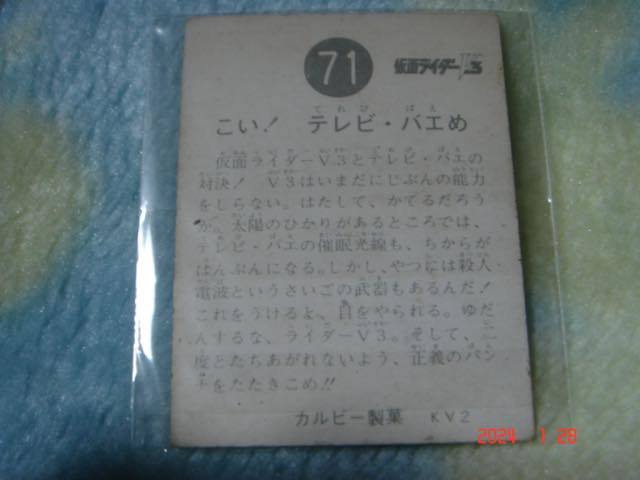 71
仮面ライダーV3
てれび ばえ
こい! テレビ・バエめ
仮面ライダーV3とテレビ・バエの
対決! V3はいまだにじぶんの能力
をしらない。はたして、かてるだろう
か。太陽のひかりがあるところでは、
テレビ・バエの催眠光線も、ちからが
はんぶんになる。しかし、やつには殺人
電波というさいごの武器もあるんだ!
これをうけるよ、目をやられる。ゆだ
んするな、ライダーV3。そして、二
度とたちあがれないよう、正義のパン
チをたたきこめ!!
カルビー製菓 KV2
2024 1 28